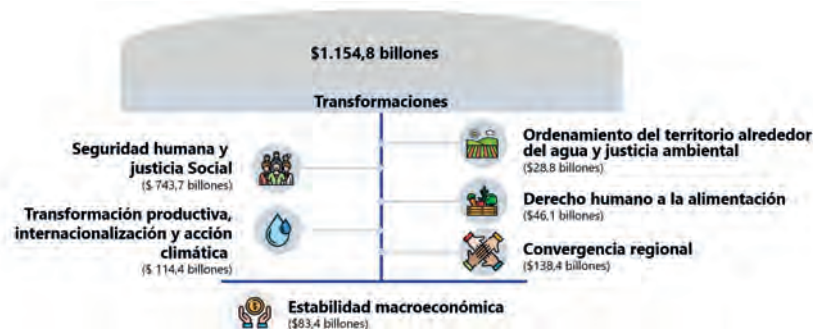 $1.154,8 billones
Transformaciones
Seguridad humana y
justicia Social
($ 743,7 billones)
Transformación productiva,
internacionalización y acción
climática
($ 114,4 billones)
Ordenamiento del territorio alrededor
del agua y justicia ambiental
($28,8 billones)
Derecho humano a la alimentación
($46,1 billones)
Convergencia regional
($138,4 billones)
Estabilidad macroeconómica
($83,4 billones)